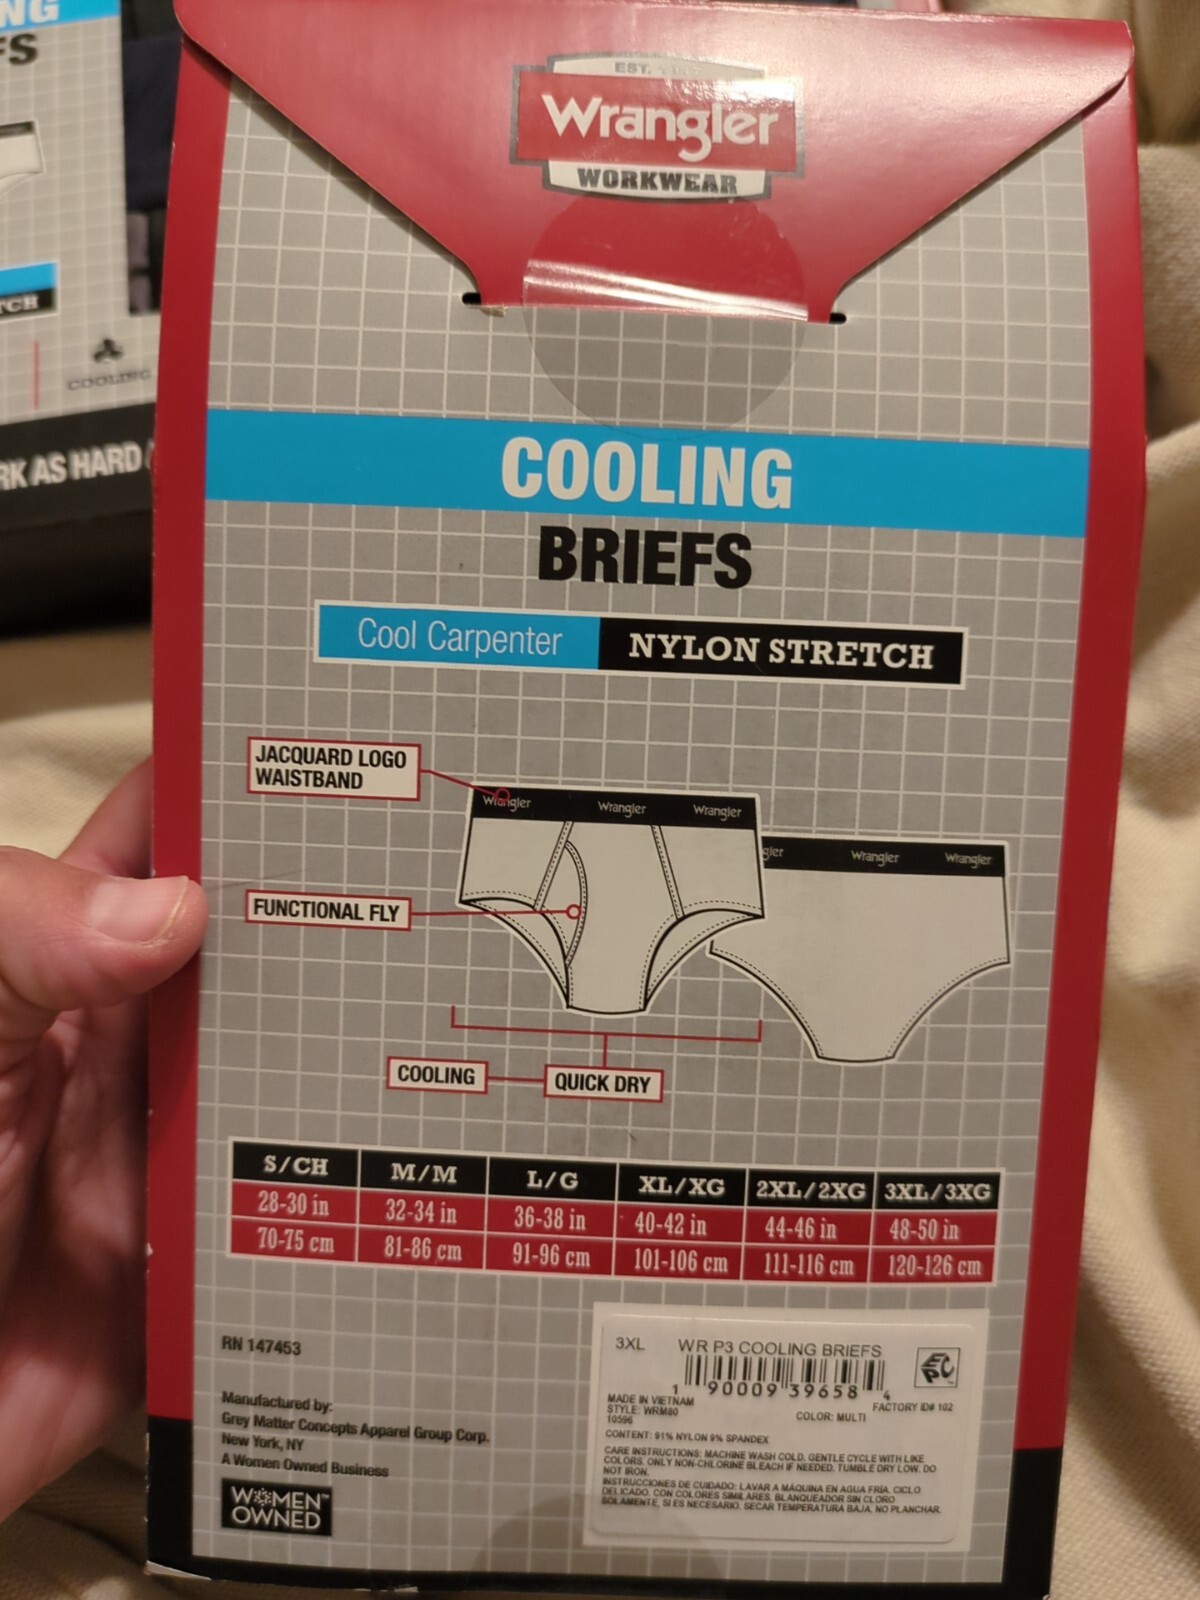 NG
FS
TCH
COOLING
RK AS HARD
EST.
Wrangler
WORKWEAR
COOLING
BRIEFS
Cool Carpenter NYLON STRETCH
JACQUARD LOGO
WAISTBAND
Wrangler Wrangler Wrangler
gler Wrangler Wrangler
FUNCTIONAL FLY
COOLING QUICK DRY
S/CH M/M L/G XL/XG 2XL/2XG 3XL/3XG
28-30 in 32-34 in 36-38 in 40-42 in 44-46 in 48-50 in
70-75 cm 81-86 cm 91-96 cm 101-106 cm 111-116 cm 120-126 cm
RN 147453
Manufactured by:
Grey Matter Concepts Apparel Group Corp.
New York, NY
A Women Owned Business
WOMEN™
OWNED
3XL WR P3 COOLING BRIEFS
EPC
1 90009 39658 4
MADE IN VIETNAM
STYLE: WRM80
10596
COLOR: MULTI
FACTORY ID# 102
CONTENT: 91% NYLON 9% SPANDEX
CARE INSTRUCTIONS: MACHINE WASH COLD. GENTLE CYCLE WITH LIKE
COLORS. ONLY NON-CHLORINE BLEACH IF NEEDED. TUMBLE DRY LOW. DO
NOT IRON.
INSTRUCCIONES DE CUIDADO: LAVAR A MÁQUINA EN AGUA FRÍA. CICLO
DELICADO. CON COLORES SIMILARES. BLANQUEADOR SIN CLORO
SOLAMENTE, SI ES NECESARIO. SECAR TEMPERATURA BAJA. NO PLANCHAR.